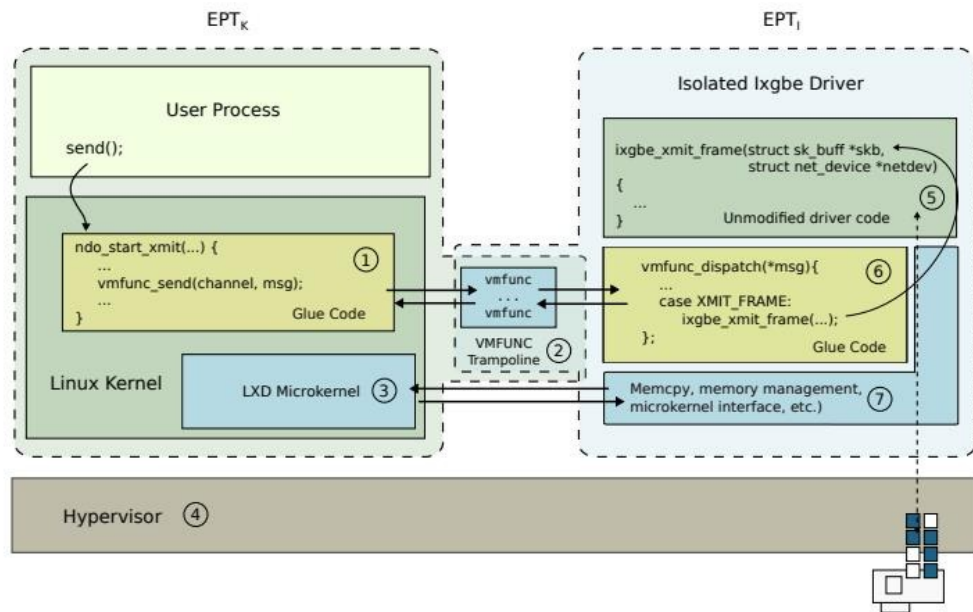 EPTK
EPTI
User Process
send();
ndo_start_xmit(...) {
...
vmfunc_send(channel, msg);
...
}
1
Glue Code
Linux Kernel
LXD Microkernel
3
vmfunc
...
vmfunc
VMFUNC
Trampoline
2
Isolated Ixgbe Driver
ixgbe_xmit_frame(struct sk_buff *skb,
struct net_device *netdev)
{
...
}
5
Unmodified driver code
vmfunc_dispatch(*msg){
...
case XMIT_FRAME:
ixgbe_xmit_frame(...);
};
6
Glue Code
Memcpy, memory management,
microkernel interface, etc.)
7
Hypervisor
4